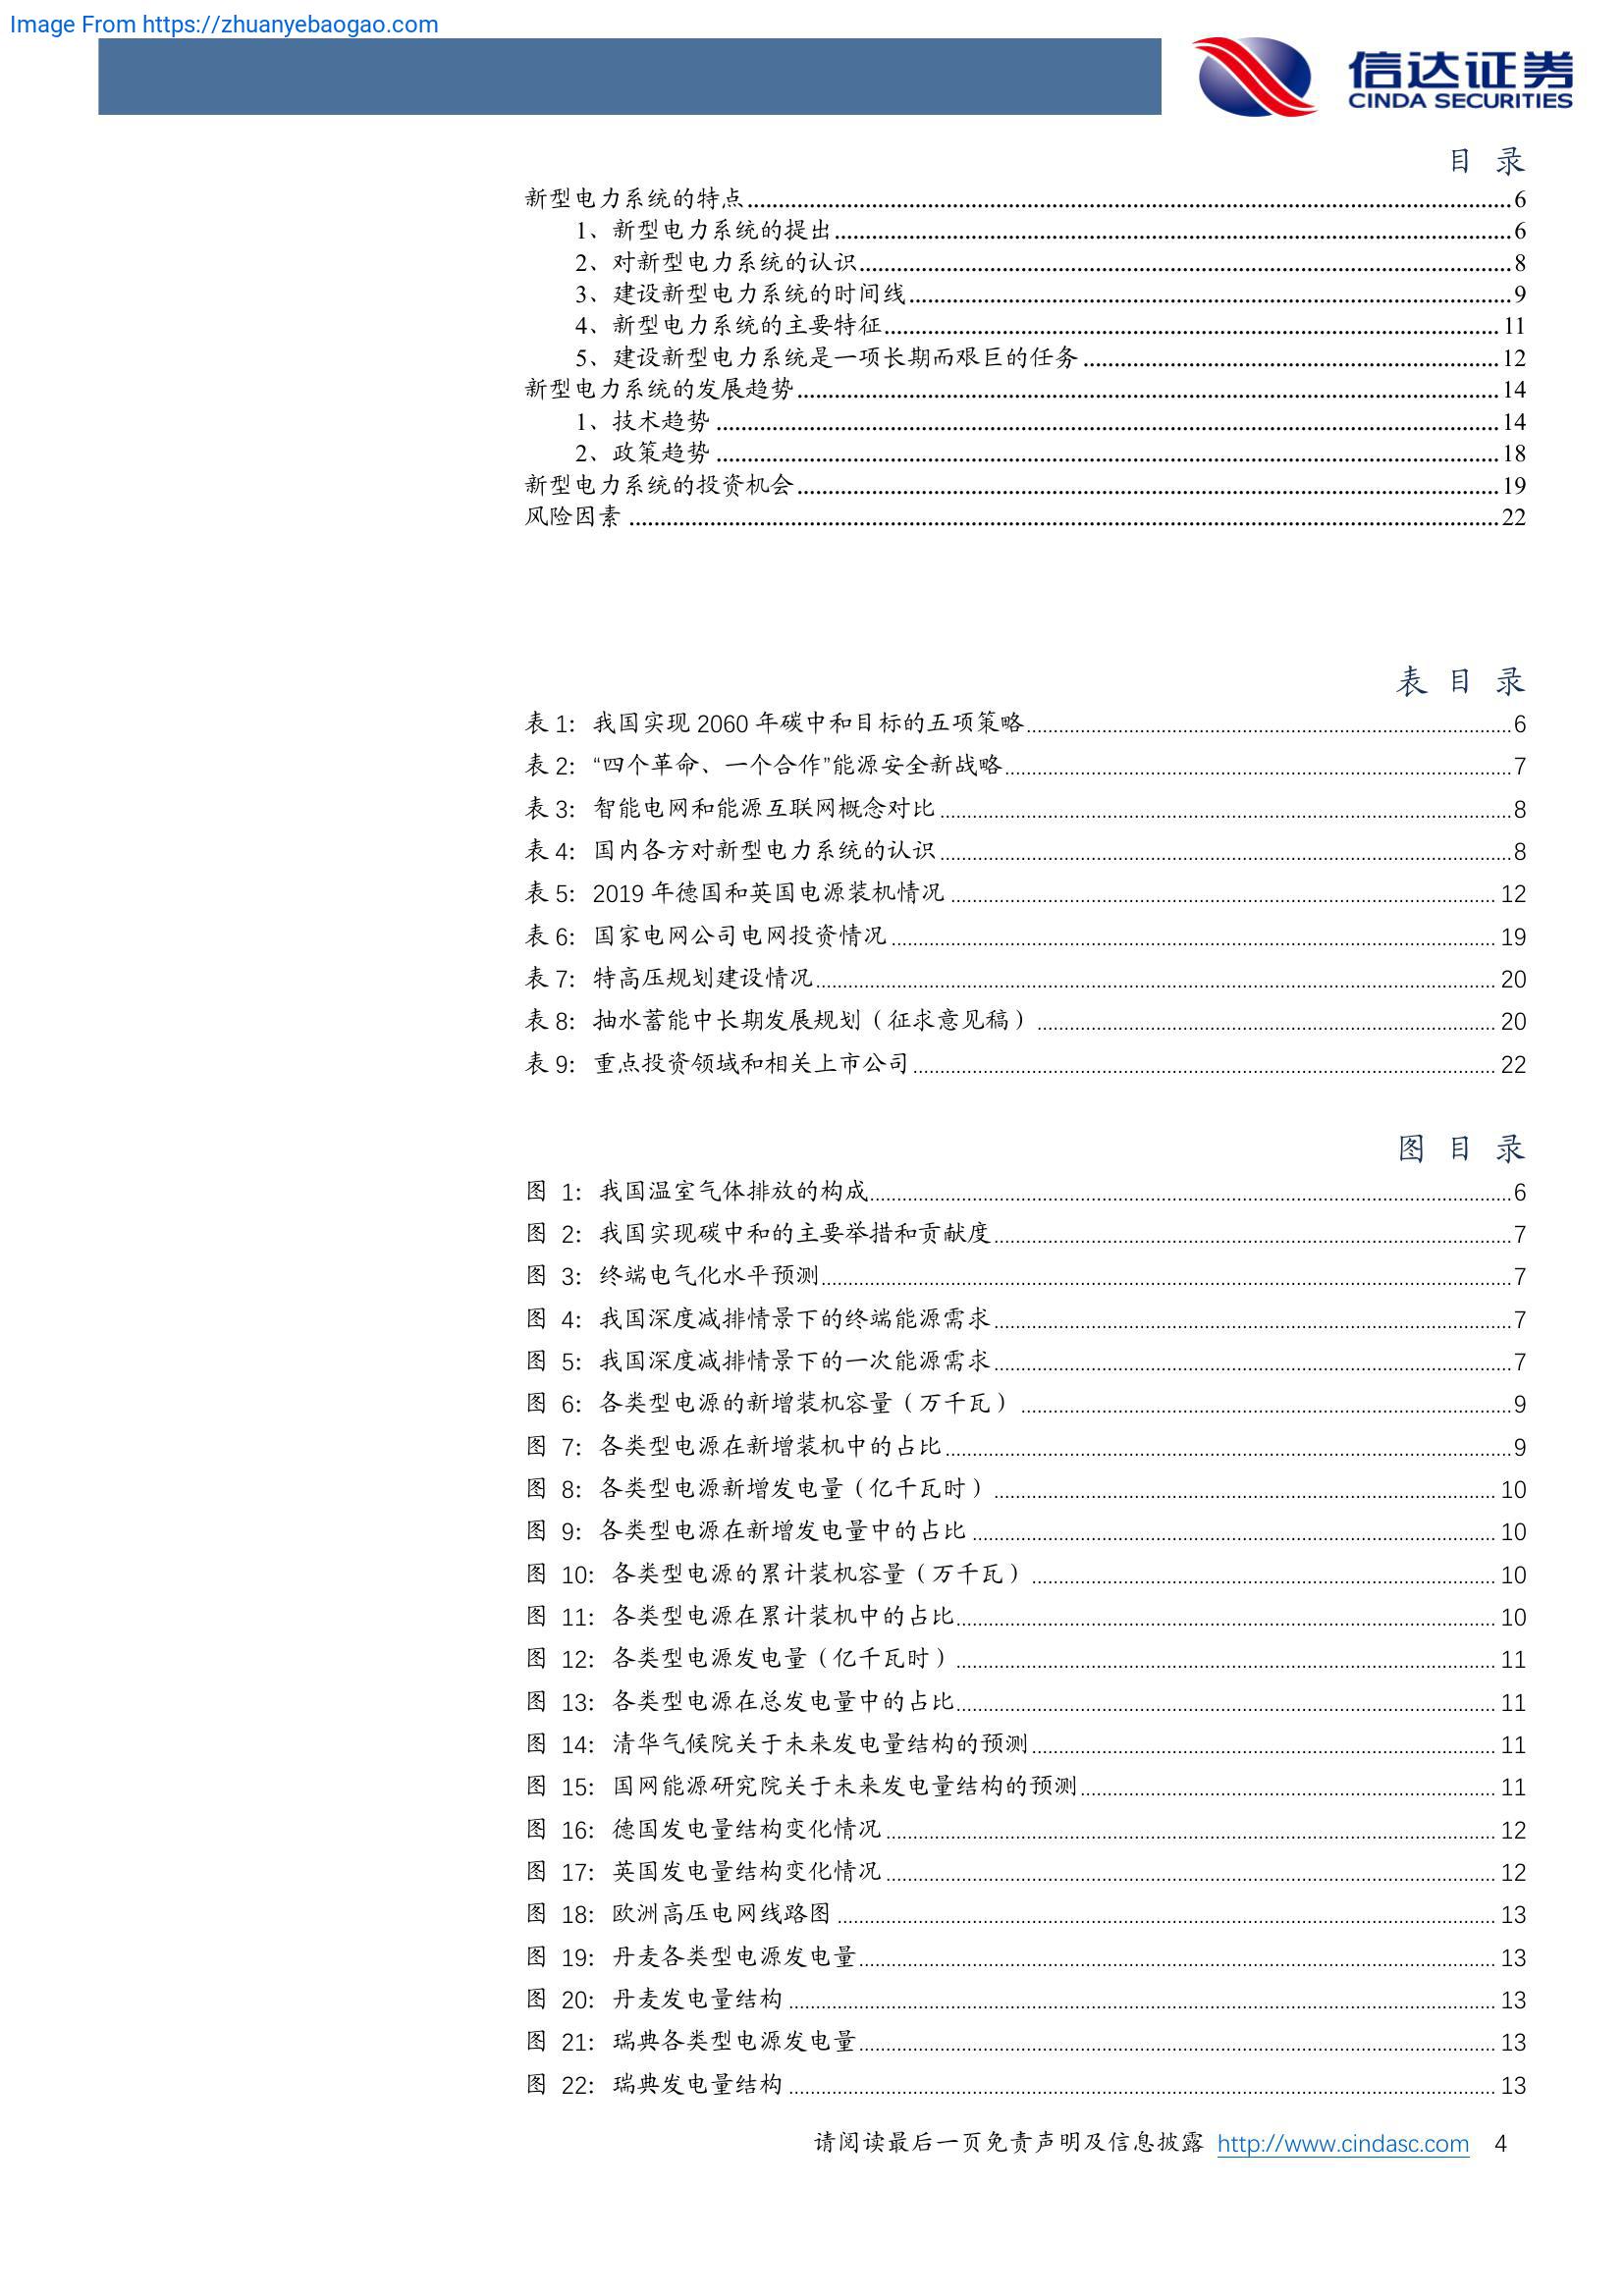 Image From https://zhuanyebaogao.com
信达证券
CINDA SECURITIES
目 录
新型电力系统的特点 6
1、新型电力系统的提出 6
2、对新型电力系统的认识 8
3、建设新型电力系统的时间线 9
4、新型电力系统的主要特征 11
5、建设新型电力系统是一项长期而艰巨的任务 12
新型电力系统的发展趋势 14
1、技术趋势 14
2、政策趋势 18
新型电力系统的投资机会 19
风险因素 22
表 目 录
表 1：我国实现 2060 年碳中和目标的五项策略 6
表 2：“四个革命、一个合作”能源安全新战略 7
表 3：智能电网和能源互联网概念对比 8
表 4：国内各方对新型电力系统的认识 8
表 5：2019 年德国和英国电源装机情况 12
表 6：国家电网公司电网投资情况 19
表 7：特高压规划建设情况 20
表 8：抽水蓄能中长期发展规划（征求意见稿） 20
表 9：重点投资领域和相关上市公司 22
图 目 录
图 1：我国温室气体排放的构成 6
图 2：我国实现碳中和的主要举措和贡献度 7
图 3：终端电气化水平预测 7
图 4：我国深度减排情景下的终端能源需求 7
图 5：我国深度减排情景下的一次能源需求 7
图 6：各类型电源的新增装机容量（万千瓦） 9
图 7：各类型电源在新增装机中的占比 9
图 8：各类型电源新增发电量（亿千瓦时） 10
图 9：各类型电源在新增发电量中的占比 10
图 10：各类型电源的累计装机容量（万千瓦） 10
图 11：各类型电源在累计装机中的占比 10
图 12：各类型电源发电量（亿千瓦时） 11
图 13：各类型电源在总发电量中的占比 11
图 14：清华气候院关于未来发电量结构的预测 11
图 15：国网能源研究院关于未来发电量结构的预测 11
图 16：德国发电量结构变化情况 12
图 17：英国发电量结构变化情况 12
图 18：欧洲高压电网线路图 13
图 19：丹麦各类型电源发电量 13
图 20：丹麦发电量结构 13
图 21：瑞典各类型电源发电量 13
图 22：瑞典发电量结构 13
请阅读最后一页免责声明及信息披露 http://www.cindasc.com 4